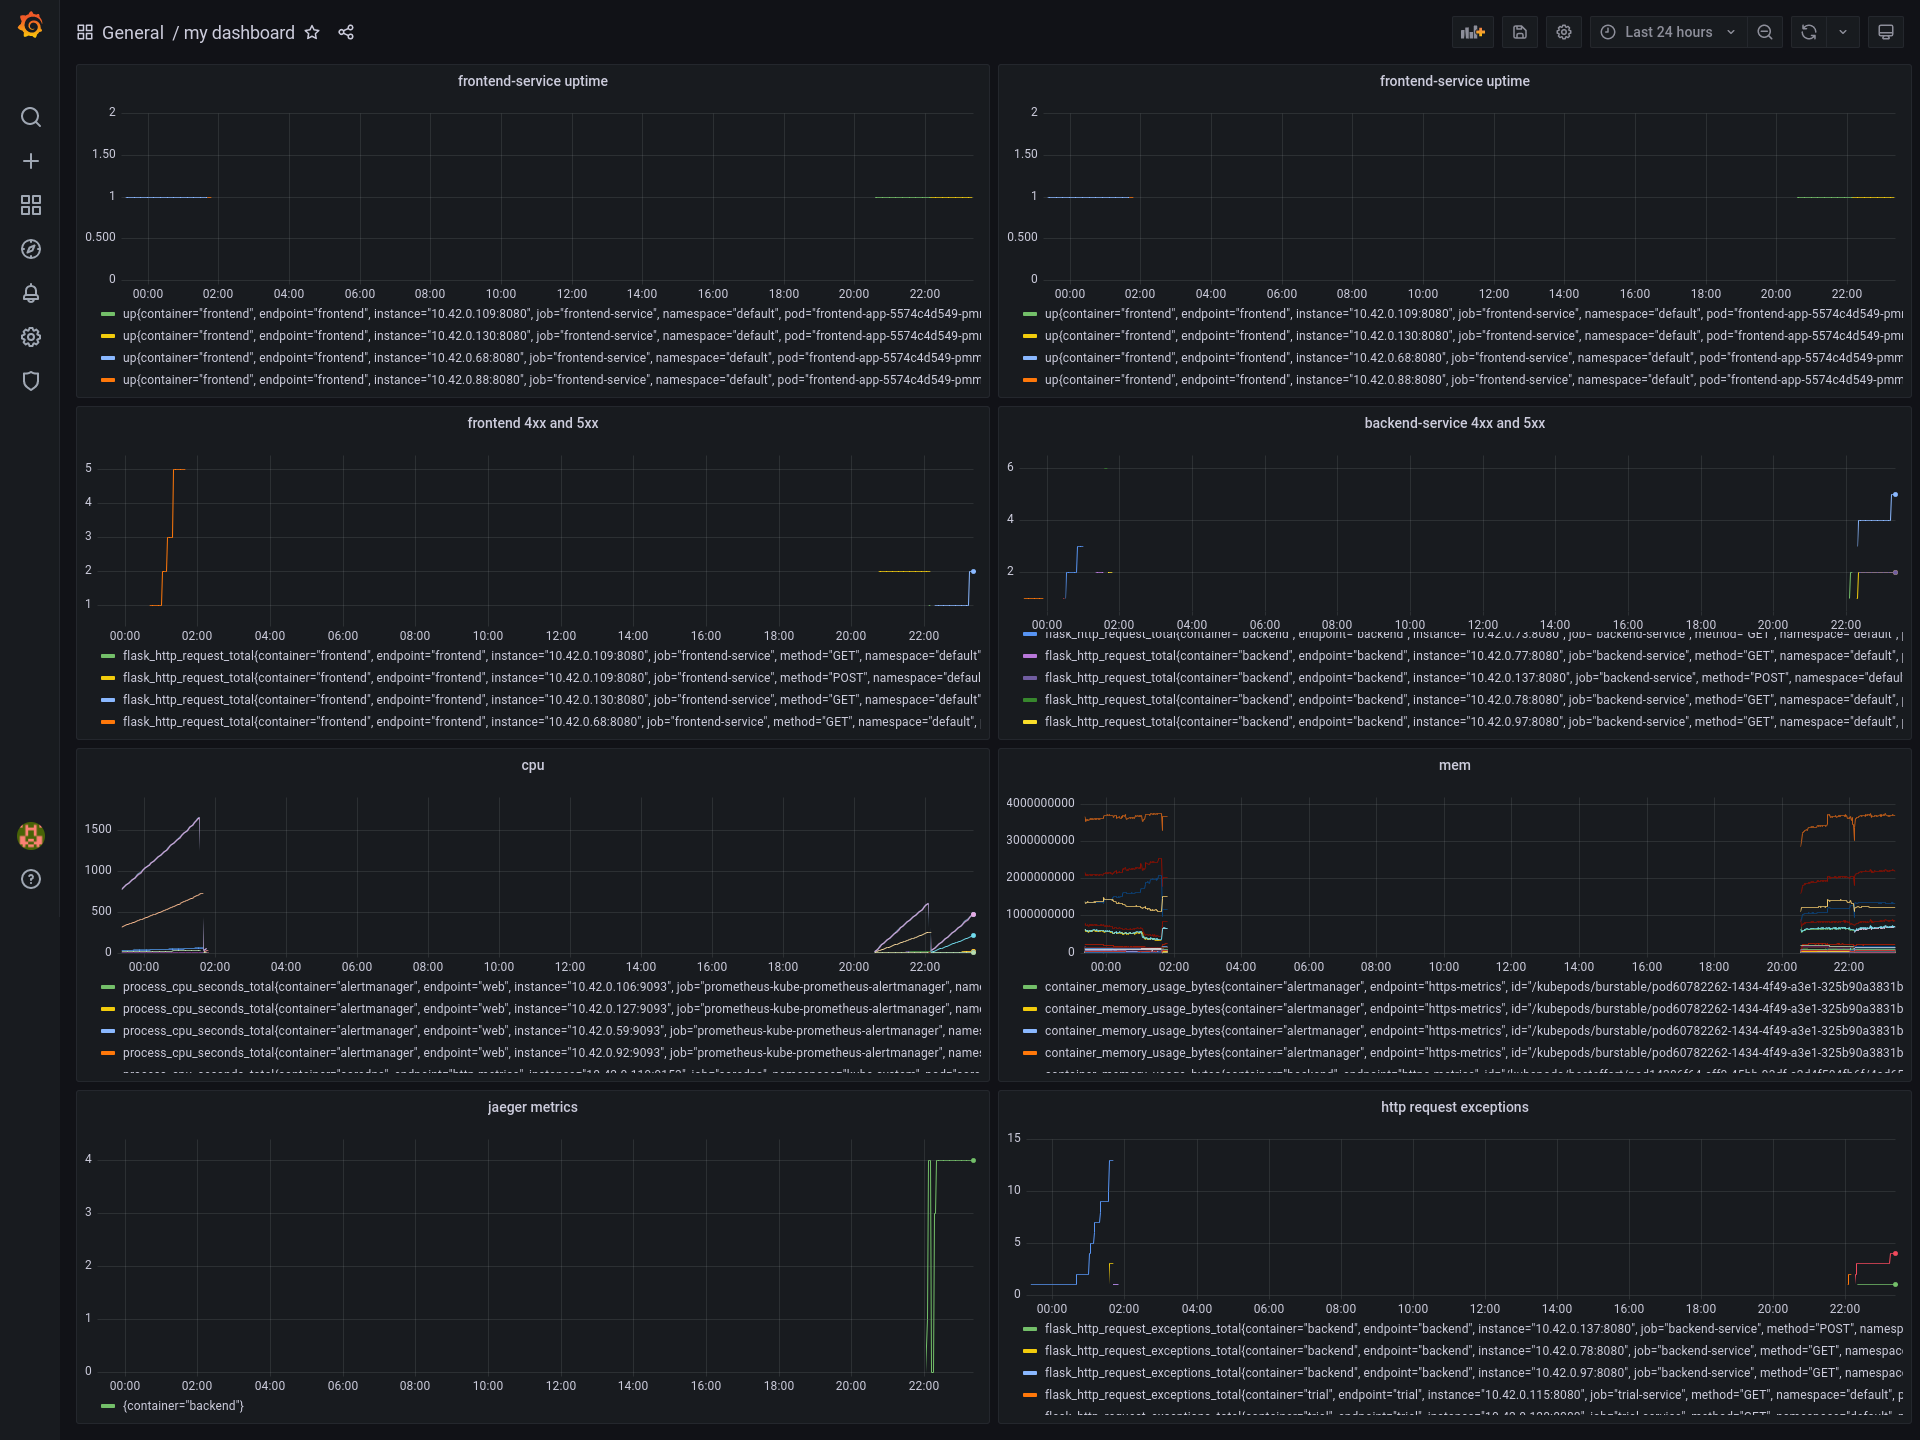 General / my dashboard
Last 24 hours
frontend-service uptime
2
1.50
1
0.500
0
00:00 02:00 04:00 06:00 08:00 10:00 12:00 14:00 16:00 18:00 20:00 22:00
up{container="frontend", endpoint="frontend", instance="10.42.0.109:8080", job="frontend-service", namespace="default", pod="frontend-app-5574c4d549-pmm
up{container="frontend", endpoint="frontend", instance="10.42.0.130:8080", job="frontend-service", namespace="default", pod="frontend-app-5574c4d549-pmm
up{container="frontend", endpoint="frontend", instance="10.42.0.68:8080", job="frontend-service", namespace="default", pod="frontend-app-5574c4d549-pmm
up{container="frontend", endpoint="frontend", instance="10.42.0.88:8080", job="frontend-service", namespace="default", pod="frontend-app-5574c4d549-pmm
frontend-service uptime
2
1.50
1
0.500
0
00:00 02:00 04:00 06:00 08:00 10:00 12:00 14:00 16:00 18:00 20:00 22:00
up{container="frontend", endpoint="frontend", instance="10.42.0.109:8080", job="frontend-service", namespace="default", pod="frontend-app-5574c4d549-pmm
up{container="frontend", endpoint="frontend", instance="10.42.0.130:8080", job="frontend-service", namespace="default", pod="frontend-app-5574c4d549-pmm
up{container="frontend", endpoint="frontend", instance="10.42.0.68:8080", job="frontend-service", namespace="default", pod="frontend-app-5574c4d549-pmm
up{container="frontend", endpoint="frontend", instance="10.42.0.88:8080", job="frontend-service", namespace="default", pod="frontend-app-5574c4d549-pmm
frontend 4xx and 5xx
5
4
3
2
1
00:00 02:00 04:00 06:00 08:00 10:00 12:00 14:00 16:00 18:00 20:00 22:00
flask_http_request_total{container="frontend", endpoint="frontend", instance="10.42.0.109:8080", job="frontend-service", method="GET", namespace="default"
flask_http_request_total{container="frontend", endpoint="frontend", instance="10.42.0.109:8080", job="frontend-service", method="POST", namespace="defaul
flask_http_request_total{container="frontend", endpoint="frontend", instance="10.42.0.130:8080", job="frontend-service", method="GET", namespace="default"
flask_http_request_total{container="frontend", endpoint="frontend", instance="10.42.0.68:8080", job="frontend-service", method="GET", namespace="default",
backend-service 4xx and 5xx
6
4
2
00:00 02:00 04:00 06:00 08:00 10:00 12:00 14:00 16:00 18:00 20:00 22:00
flask_http_request_total{container="backend", endpoint="backend", instance="10.42.0.73:8080", job="backend-service", method="GET", namespace="default",
flask_http_request_total{container="backend", endpoint="backend", instance="10.42.0.77:8080", job="backend-service", method="GET", namespace="default",
flask_http_request_total{container="backend", endpoint="backend", instance="10.42.0.137:8080", job="backend-service", method="POST", namespace="defaul
flask_http_request_total{container="backend", endpoint="backend", instance="10.42.0.78:8080", job="backend-service", method="GET", namespace="default",
flask_http_request_total{container="backend", endpoint="backend", instance="10.42.0.97:8080", job="backend-service", method="GET", namespace="default",
cpu
1500
1000
500
0
00:00 02:00 04:00 06:00 08:00 10:00 12:00 14:00 16:00 18:00 20:00 22:00
process_cpu_seconds_total{container="alertmanager", endpoint="web", instance="10.42.0.106:9093", job="prometheus-kube-prometheus-alertmanager", name
process_cpu_seconds_total{container="alertmanager", endpoint="web", instance="10.42.0.127:9093", job="prometheus-kube-prometheus-alertmanager", name
process_cpu_seconds_total{container="alertmanager", endpoint="web", instance="10.42.0.59:9093", job="prometheus-kube-prometheus-alertmanager", names
process_cpu_seconds_total{container="alertmanager", endpoint="web", instance="10.42.0.92:9093", job="prometheus-kube-prometheus-alertmanager", names
mem
4000000000
3000000000
2000000000
1000000000
0
00:00 02:00 04:00 06:00 08:00 10:00 12:00 14:00 16:00 18:00 20:00 22:00
container_memory_usage_bytes{container="alertmanager", endpoint="https-metrics", id="/kubepods/burstable/pod60782262-1434-4f49-a3e1-325b90a3831b
container_memory_usage_bytes{container="alertmanager", endpoint="https-metrics", id="/kubepods/burstable/pod60782262-1434-4f49-a3e1-325b90a3831b
container_memory_usage_bytes{container="alertmanager", endpoint="https-metrics", id="/kubepods/burstable/pod60782262-1434-4f49-a3e1-325b90a3831b
container_memory_usage_bytes{container="alertmanager", endpoint="https-metrics", id="/kubepods/burstable/pod60782262-1434-4f49-a3e1-325b90a3831b
jaeger metrics
4
3
2
1
0
00:00 02:00 04:00 06:00 08:00 10:00 12:00 14:00 16:00 18:00 20:00 22:00
{container="backend"}
http request exceptions
15
10
5
0
00:00 02:00 04:00 06:00 08:00 10:00 12:00 14:00 16:00 18:00 20:00 22:00
flask_http_request_exceptions_total{container="backend", endpoint="backend", instance="10.42.0.137:8080", job="backend-service", method="POST", namesp
flask_http_request_exceptions_total{container="backend", endpoint="backend", instance="10.42.0.78:8080", job="backend-service", method="GET", namespac
flask_http_request_exceptions_total{container="backend", endpoint="backend", instance="10.42.0.97:8080", job="backend-service", method="GET", namespac
flask_http_request_exceptions_total{container="trial", endpoint="trial", instance="10.42.0.115:8080", job="trial-service", method="GET", namespace="default", p